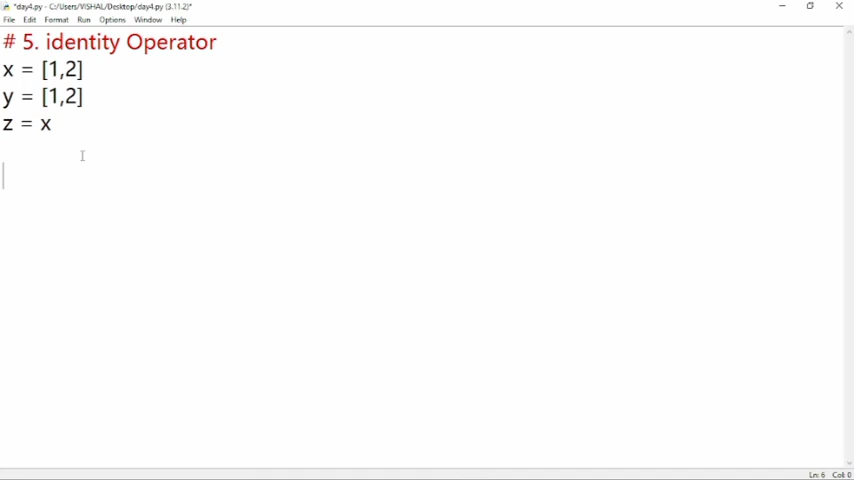 *day4.py - C:/Users/VISHAL/Desktop/day4.py (3.11.2)*
File Edit Format Run Options Window Help
# 5. identity Operator
x = [1,2]
y = [1,2]
z = x
Ln: 6 Col: 0